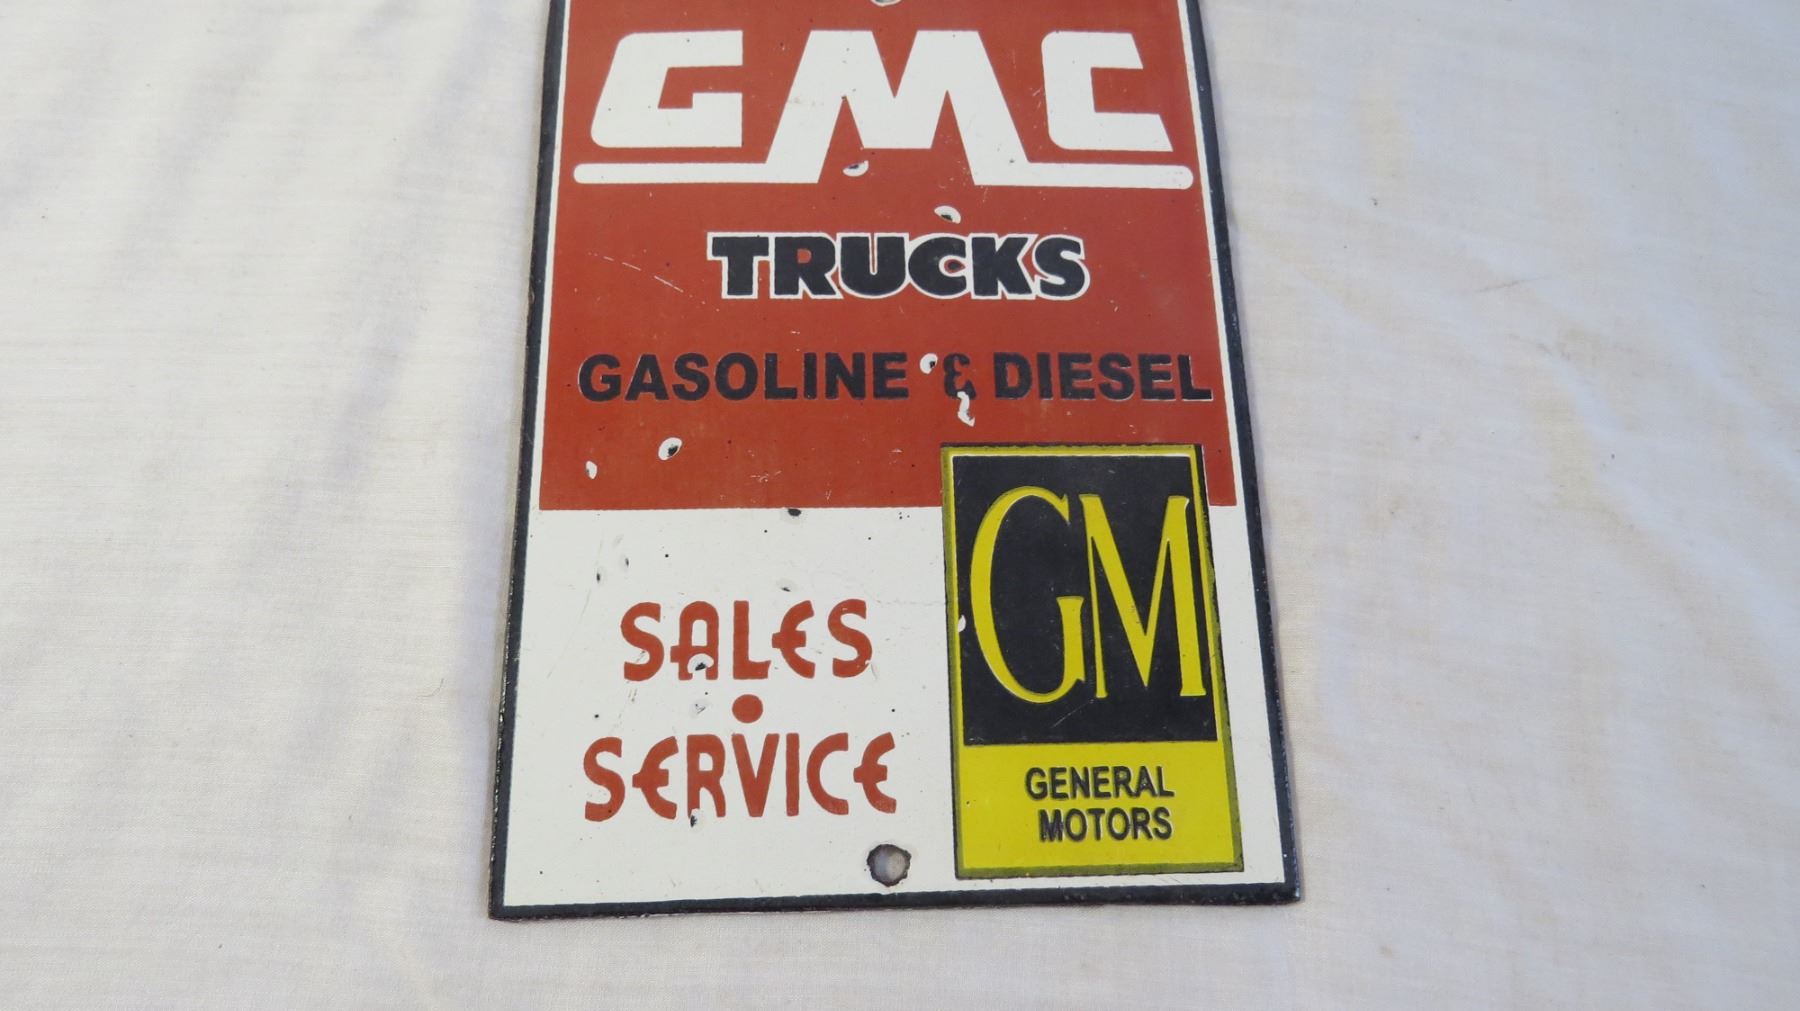 GMC
TRUCKS
GASOLINE & DIESEL
SALES
•
SERVICE
GM
GENERAL
MOTORS